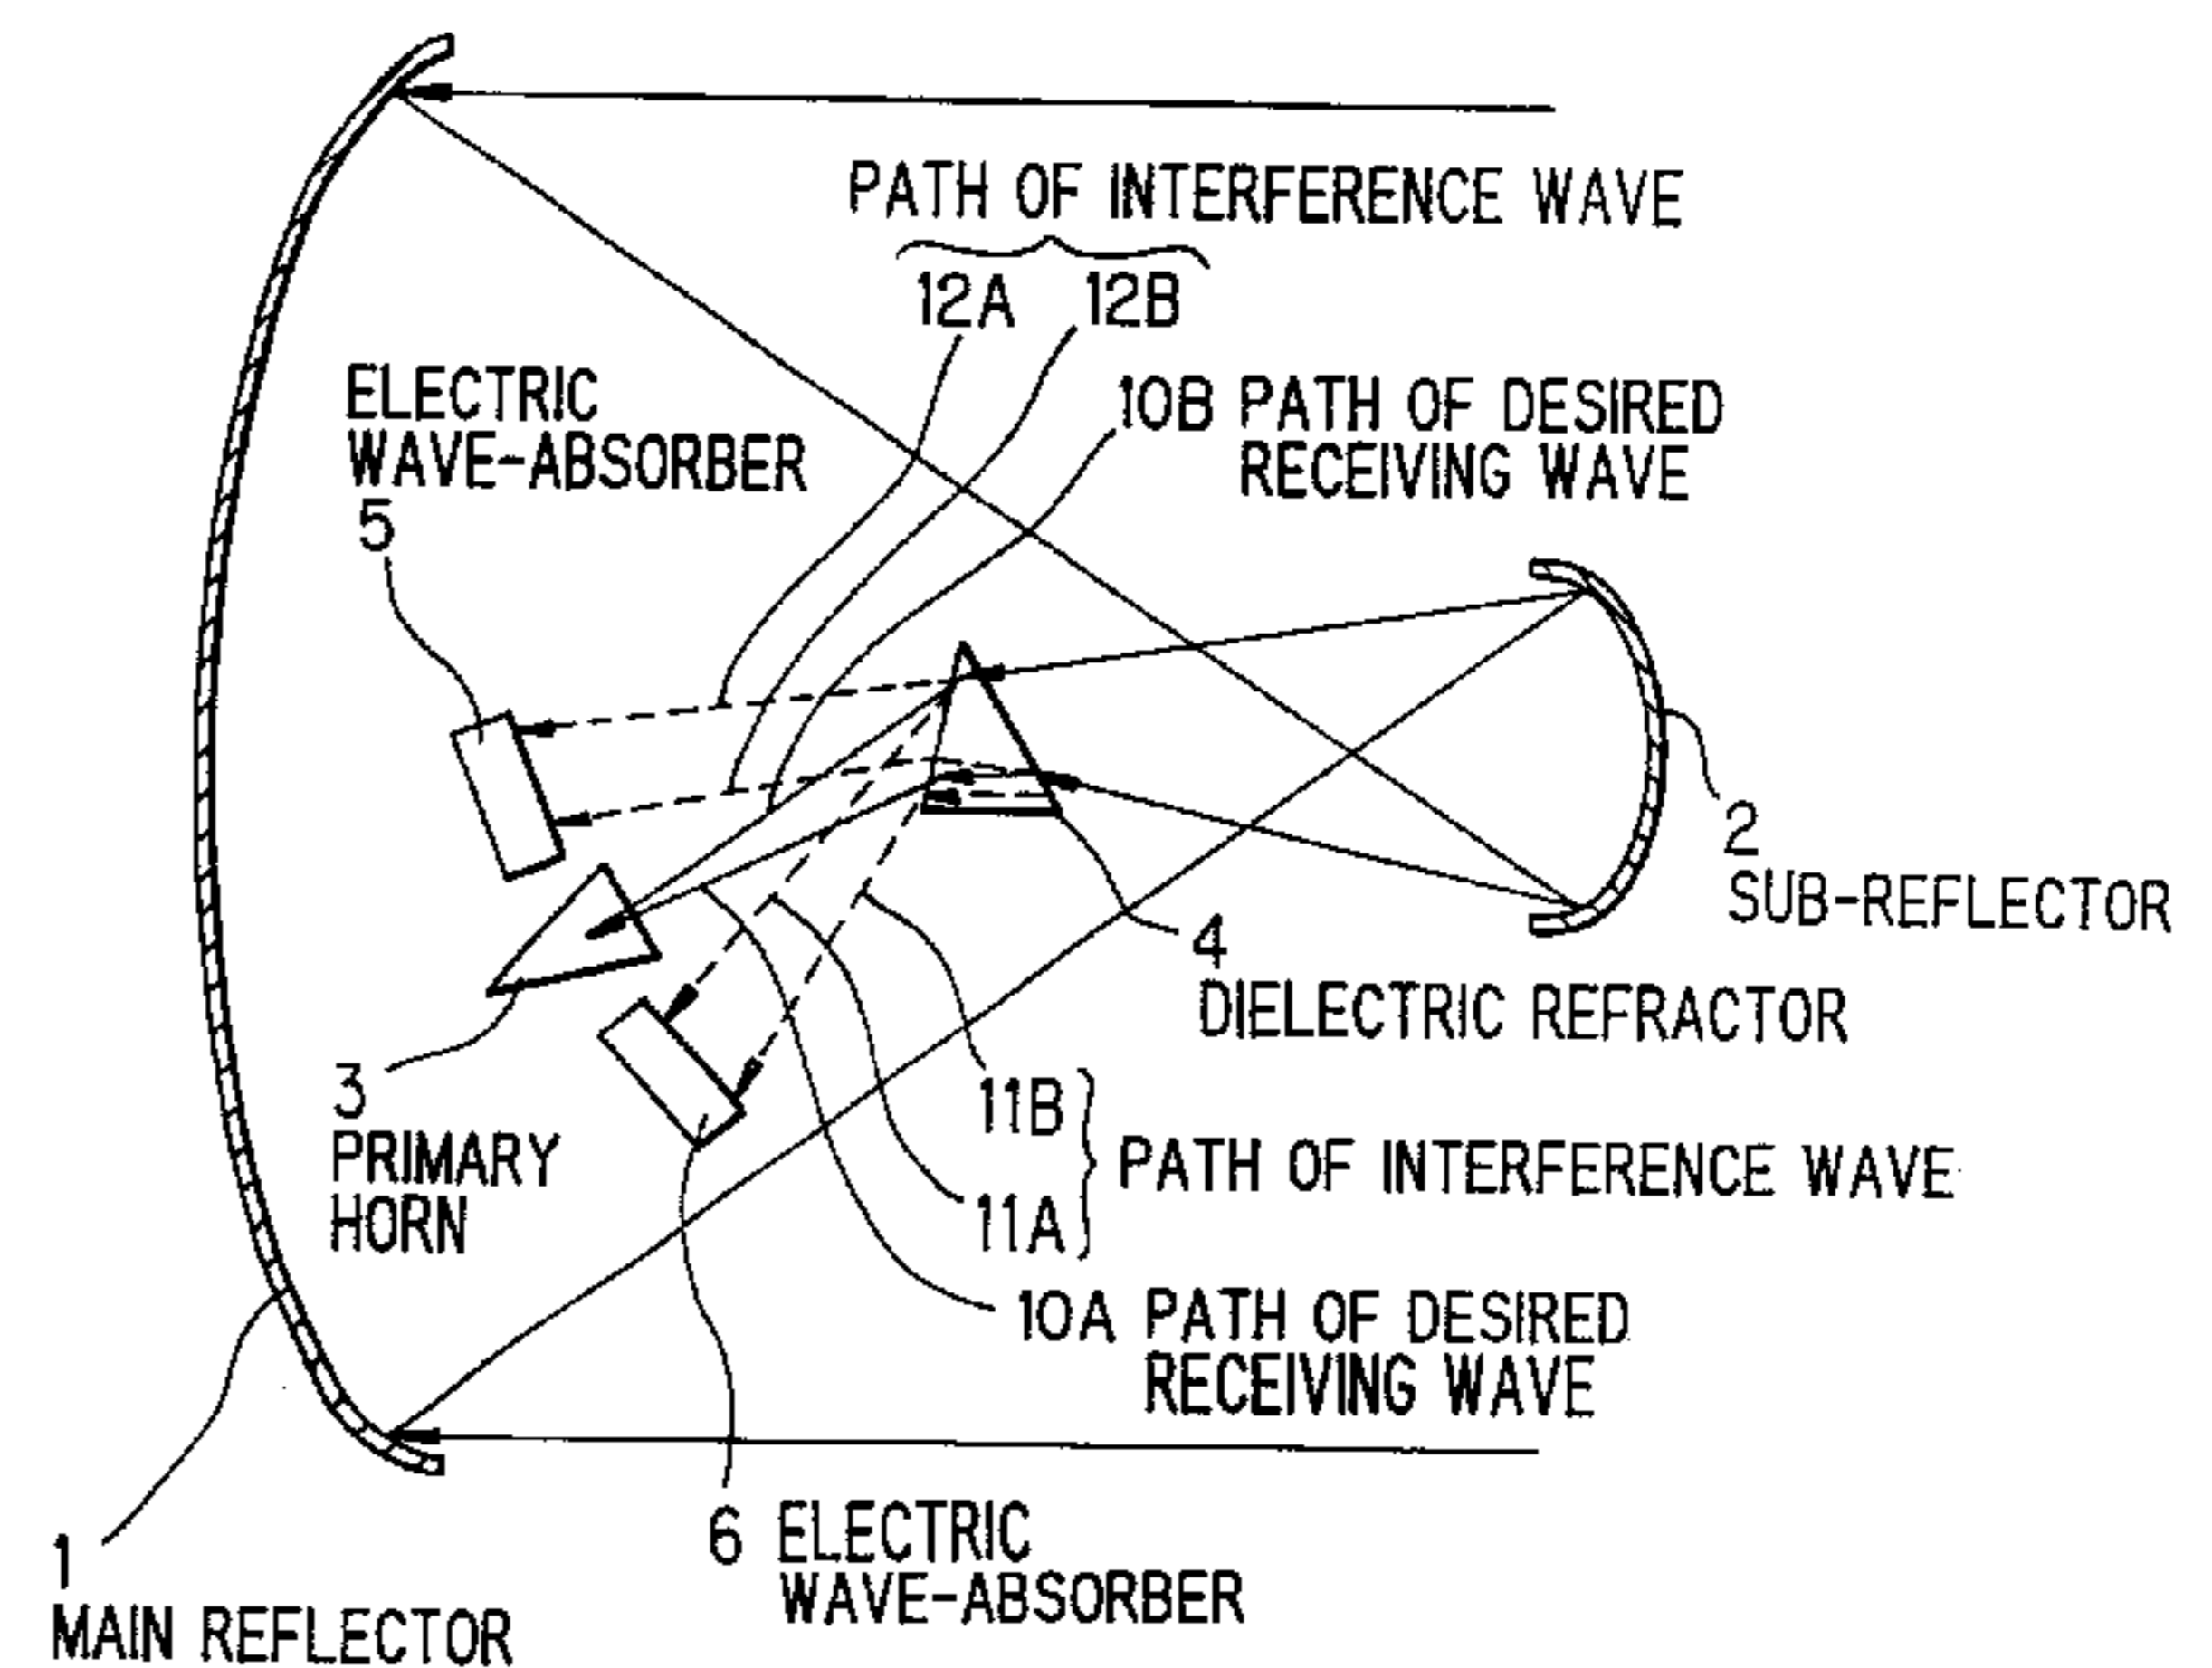 PATH OF INTERFERENCE WAVE
12A 12B
10B PATH OF DESIRED
RECEIVING WAVE
ELECTRIC
WAVE-ABSORBER
5
2
SUB-REFLECTOR
4
DIELECTRIC REFRACTOR
3
PRIMARY
HORN
11B
11A
PATH OF INTERFERENCE WAVE
10A PATH OF DESIRED
RECEIVING WAVE
6 ELECTRIC
WAVE-ABSORBER
1
MAIN REFLECTOR